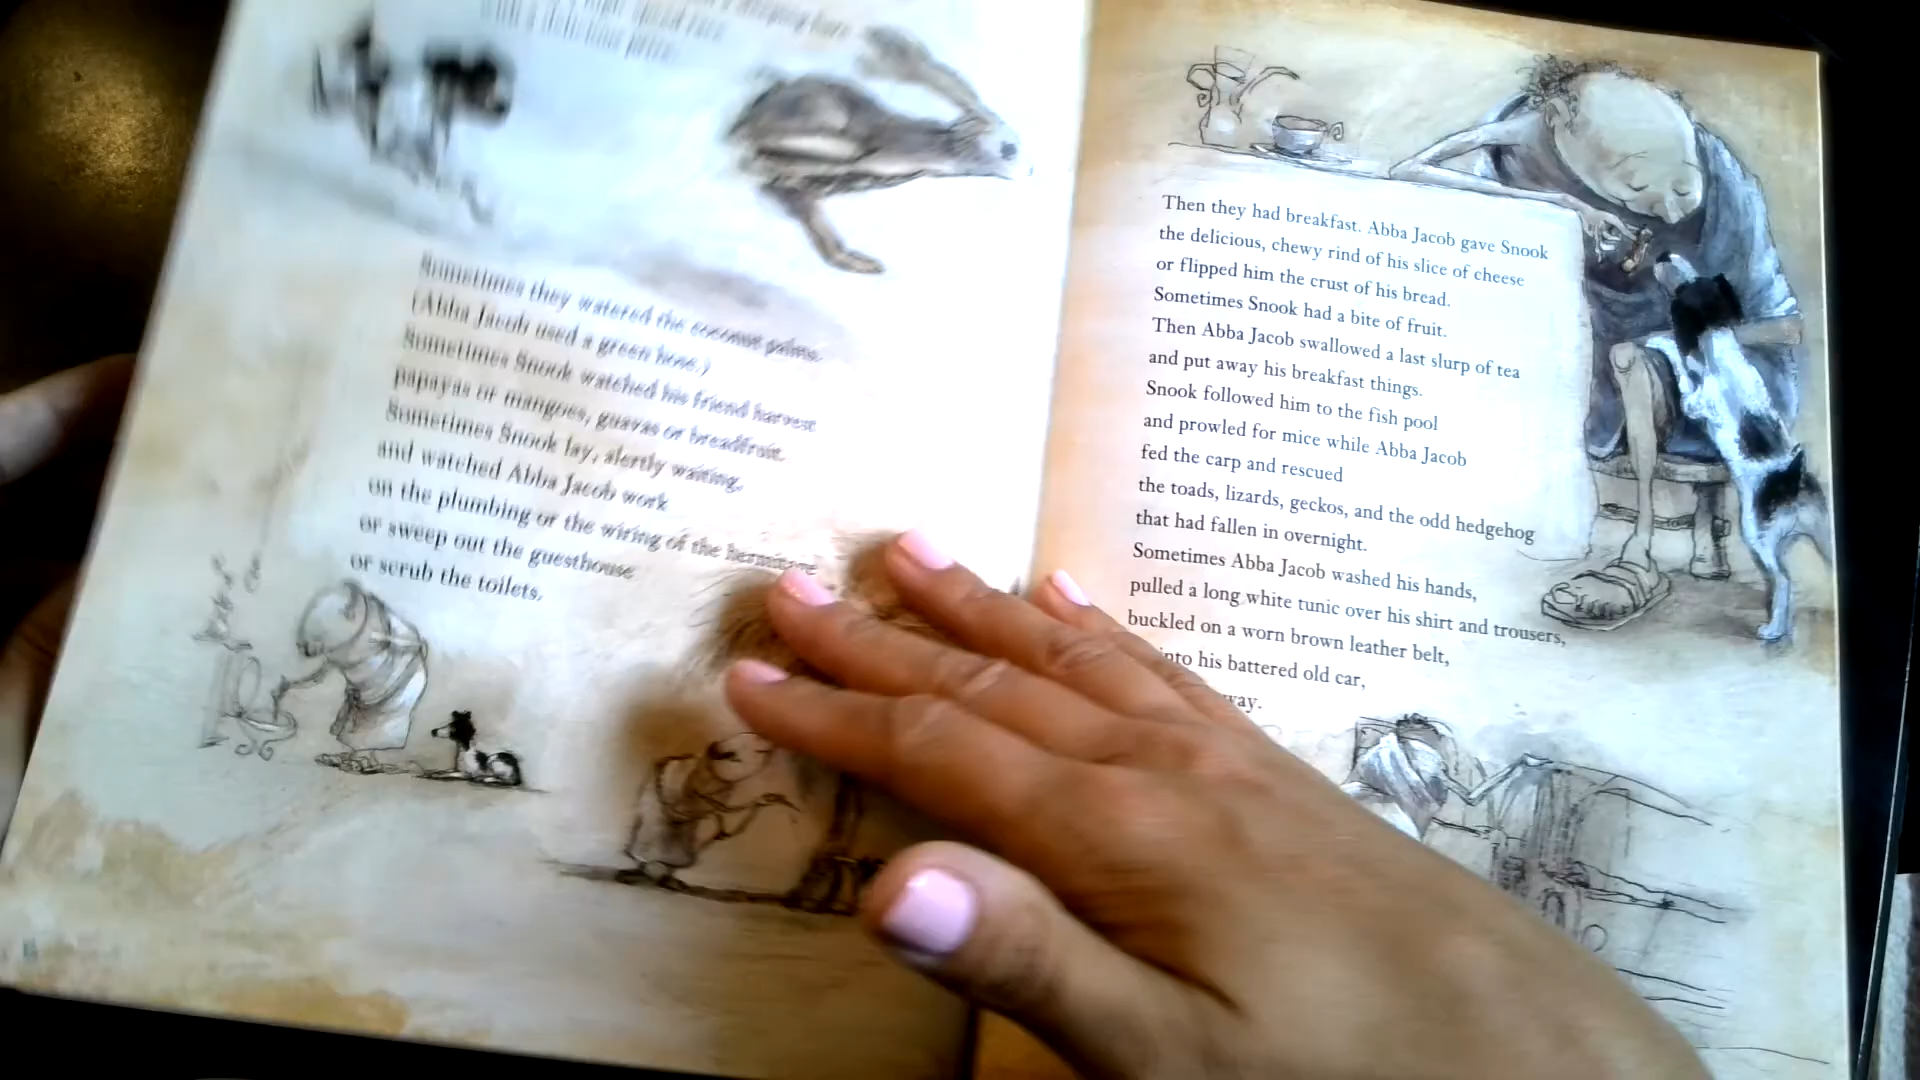 a sleeping hare
with a delicious prize.
Sometimes they watered the coconut palms.
(Abba Jacob used a green hose.)
Sometimes Snook watched his friend harvest
papayas or mangoes, guavas or breadfruit.
Sometimes Snook lay, alertly waiting,
and watched Abba Jacob work
on the plumbing or the wiring of the hermitage
or sweep out the guesthouse
or scrub the toilets.
Then they had breakfast. Abba Jacob gave Snook
the delicious, chewy rind of his slice of cheese
or flipped him the crust of his bread.
Sometimes Snook had a bite of fruit.
Then Abba Jacob swallowed a last slurp of tea
and put away his breakfast things.
Snook followed him to the fish pool
and prowled for mice while Abba Jacob
fed the carp and rescued
the toads, lizards, geckos, and the odd hedgehog
that had fallen in overnight.
Sometimes Abba Jacob washed his hands,
pulled a long white tunic over his shirt and trousers,
buckled on a worn brown leather belt,
into his battered old car,
way.